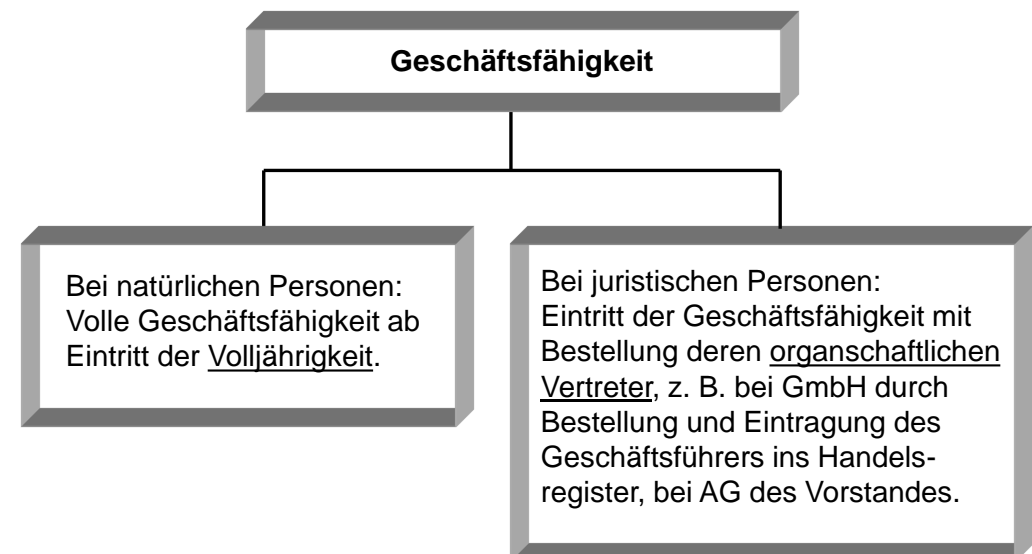 Geschäftsfähigkeit
Bei natürlichen Personen:
Volle Geschäftsfähigkeit ab
Eintritt der Volljährigkeit.
Bei juristischen Personen:
Eintritt der Geschäftsfähigkeit mit
Bestellung deren organschaftlichen
Vertreter, z. B. bei GmbH durch
Bestellung und Eintragung des
Geschäftsführers ins Handels-
register, bei AG des Vorstandes.